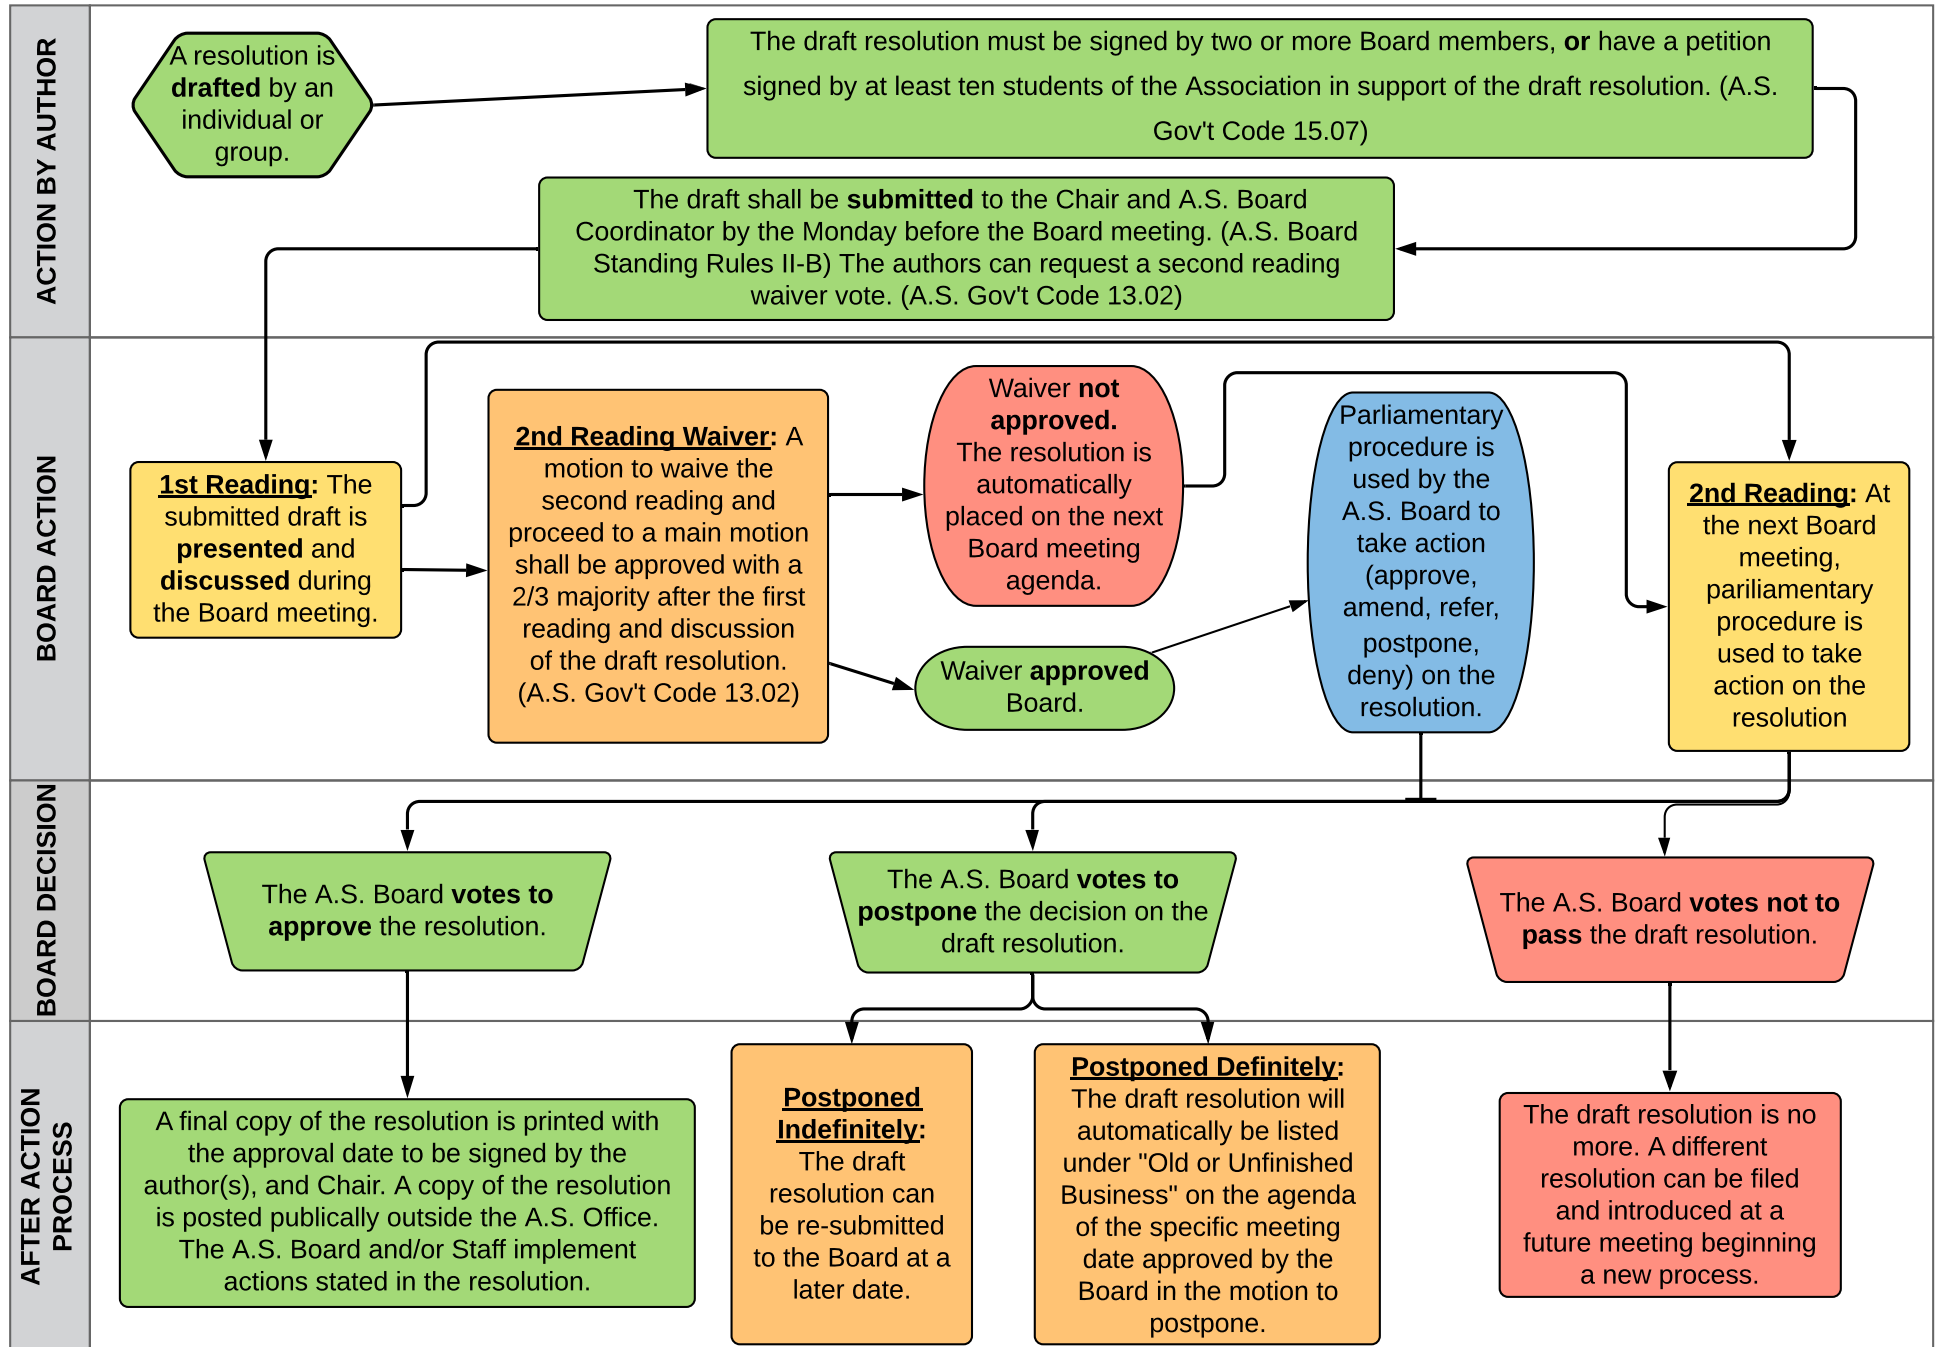 ACTION BY AUTHOR
A resolution is
drafted by an
individual or
group.
The draft resolution must be signed by two or more Board members, or have a petition
signed by at least ten students of the Association in support of the draft resolution. (A.S.
Gov't Code 15.07)
The draft shall be submitted to the Chair and A.S. Board
Coordinator by the Monday before the Board meeting. (A.S. Board
Standing Rules II-B) The authors can request a second reading
waiver vote. (A.S. Gov't Code 13.02)
BOARD ACTION
1st Reading: The
submitted draft is
presented and
discussed during
the Board meeting.
2nd Reading Waiver: A
motion to waive the
second reading and
proceed to a main motion
shall be approved with a
2/3 majority after the first
reading and discussion
of the draft resolution.
(A.S. Gov't Code 13.02)
Waiver not
approved.
The resolution is
automatically
placed on the next
Board meeting
agenda.
Waiver approved
Board.
Parliamentary
procedure is
used by the
A.S. Board to
take action
(approve,
amend, refer,
postpone,
deny) on the
resolution.
2nd Reading: At
the next Board
meeting,
pariliamentary
procedure is
used to take
action on the
resolution
BOARD DECISION
The A.S. Board votes to
approve the resolution.
The A.S. Board votes to
postpone the decision on the
draft resolution.
The A.S. Board votes not to
pass the draft resolution.
AFTER ACTION
PROCESS
A final copy of the resolution is printed with
the approval date to be signed by the
author(s), and Chair. A copy of the resolution
is posted publically outside the A.S. Office.
The A.S. Board and/or Staff implement
actions stated in the resolution.
Postponed
Indefinitely:
The draft
resolution can
be re-submitted
to the Board at a
later date.
Postponed Definitely:
The draft resolution will
automatically be listed
under "Old or Unfinished
Business" on the agenda
of the specific meeting
date approved by the
Board in the motion to
postpone.
The draft resolution is no
more. A different
resolution can be filed
and introduced at a
future meeting beginning
a new process.